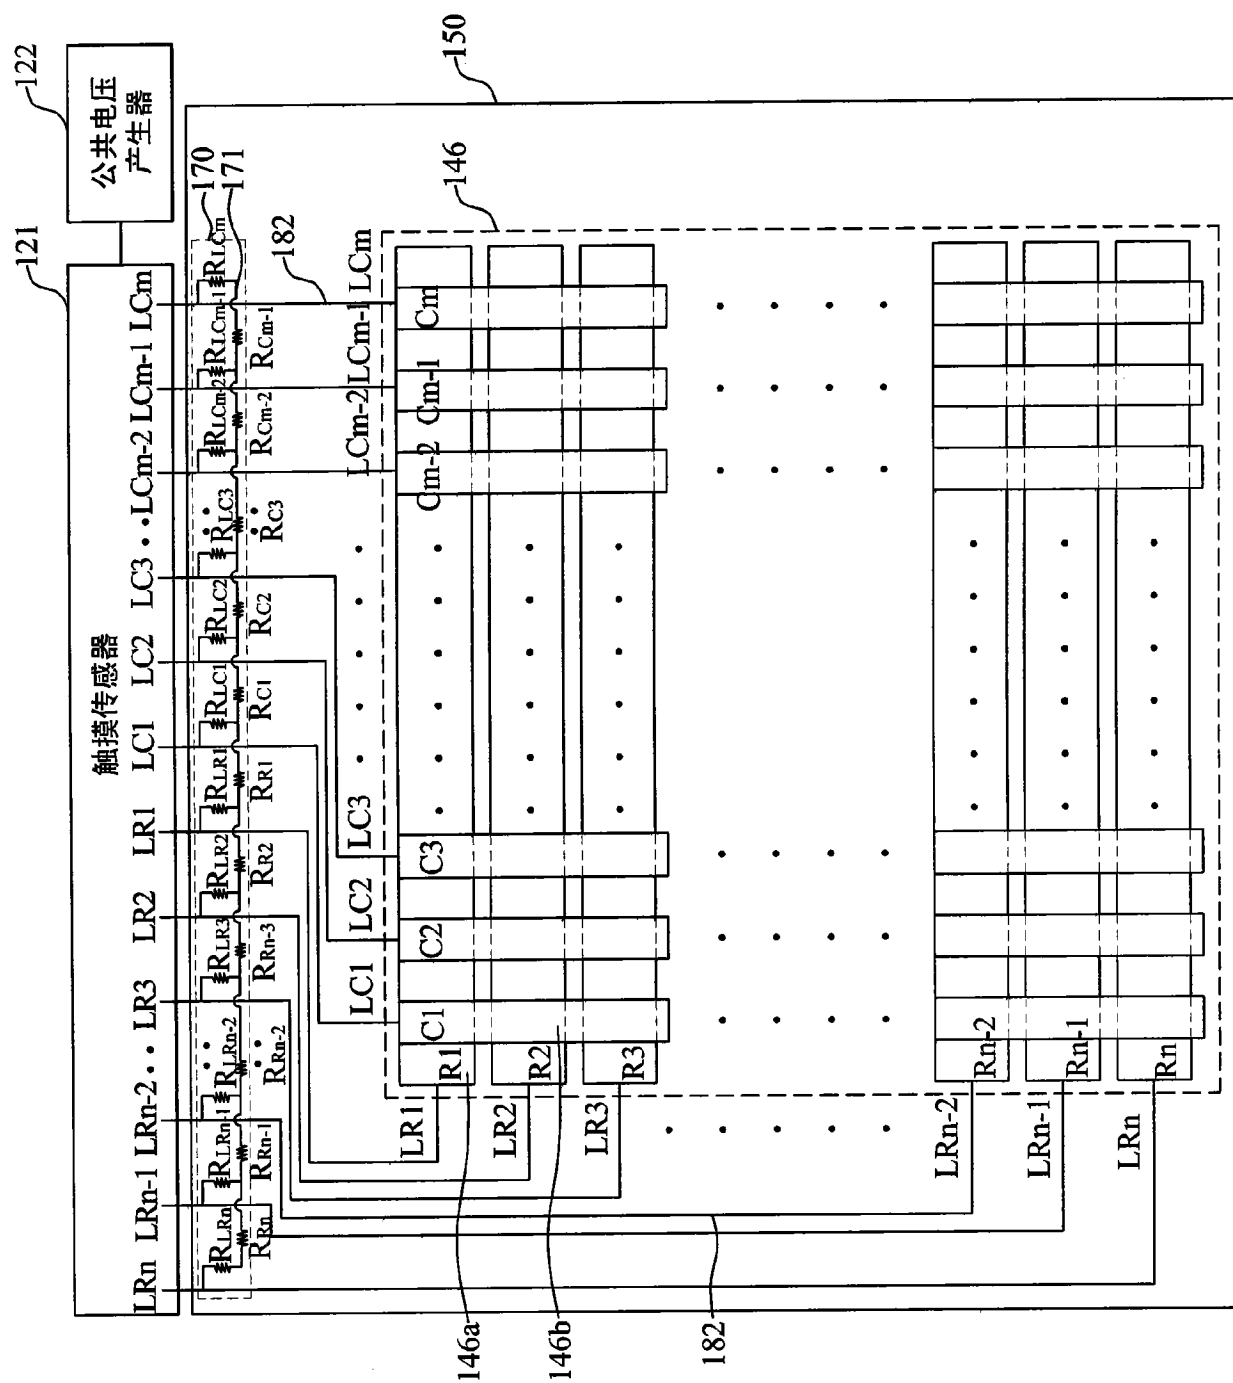 121
122
触摸传感器
公共电压
产生器
LRn LRn-1 LRn-2 LR3 LR2 LR1 LC1 LC2 LC3 LCm-2 LCm-1 LCm
RLRn RLRn-1 RLRn-2 RLR3 RLR2 RLR1 RLC1 RLC2 RLC3 RLCm-2 RLCm-1 RLCm
170
171
RRn RRn-1 RRn-2 RRn-3 RR2 RR1 RC1 RC2 RC3 RCm-2 RCm-1
182
150
LC1 LC2 LC3 LCm-2 LCm-1 LCm
146
C1 C2 C3 Cm-2 Cm-1 Cm
LR1 R1
146a
LR2 R2
146b
LR3 R3
182
LRn-2 Rn-2
LRn-1 Rn-1
LRn Rn